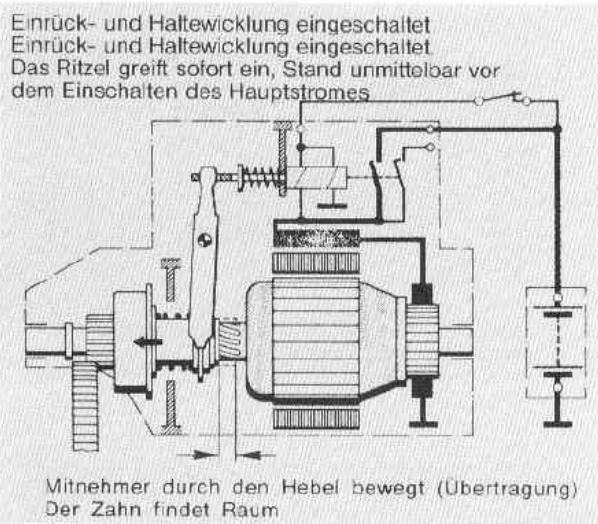 Einrück- und Haltewicklung eingeschaltet
Einrück- und Haltewicklung eingeschaltet
Das Ritzel greift sofort ein, Stand unmittelbar vor
dem Einschalten des Hauptstromes
Mitnehmer durch den Hebel bewegt (Übertragung)
Der Zahn findet Raum